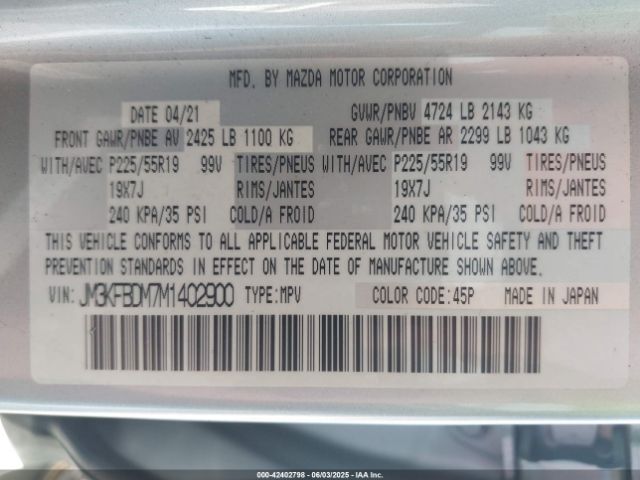 MFD. BY MAZDA MOTOR CORPORATION
DATE 04/21 GVWR/PNBV 4724 LB 2143 KG
FRONT GAWR/PNBE AV 2425 LB 1100 KG REAR GAWR/PNBE AR 2299 LB 1043 KG
WITH/AVEC P225/55R19 99V TIRES/PNEUS WITH/AVEC P225/55R19 99V TIRES/PNEUS
19X7J RIMS/JANTES 19X7J RIMS/JANTES
240 KPA/35 PSI COLD/A FROID 240 KPA/35 PSI COLD/A FROID
THIS VEHICLE CONFORMS TO ALL APPLICABLE FEDERAL MOTOR VEHICLE SAFETY AND THEFT
PREVENTION STANDARDS IN EFFECT ON THE DATE OF MANUFACTURE SHOWN ABOVE.
VIN: JM3KFBDM7M1402900 TYPE:MPV COLOR CODE:45P MADE IN JAPAN
000-42402798 - 06/03/2025 - IAA Inc.